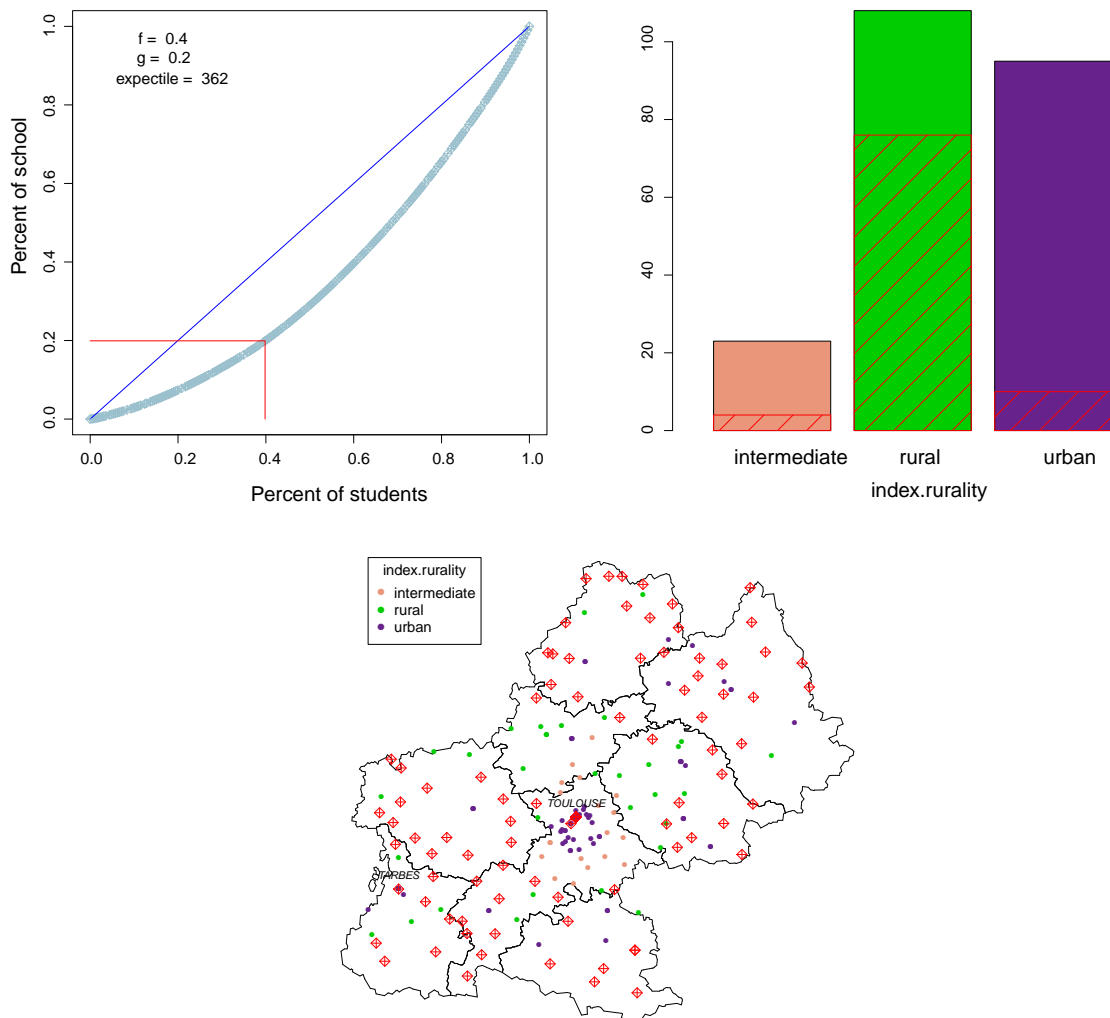 f = 0.4
g = 0.2
expectile = 362
Percent of school
0.0 0.2 0.4 0.6 0.8 1.0
0.0 0.2 0.4 0.6 0.8 1.0
Percent of students
0 20 40 60 80 100
intermediate rural urban
index.rurality
index.rurality
intermediate
rural
urban
TOULOUSE
TARBES